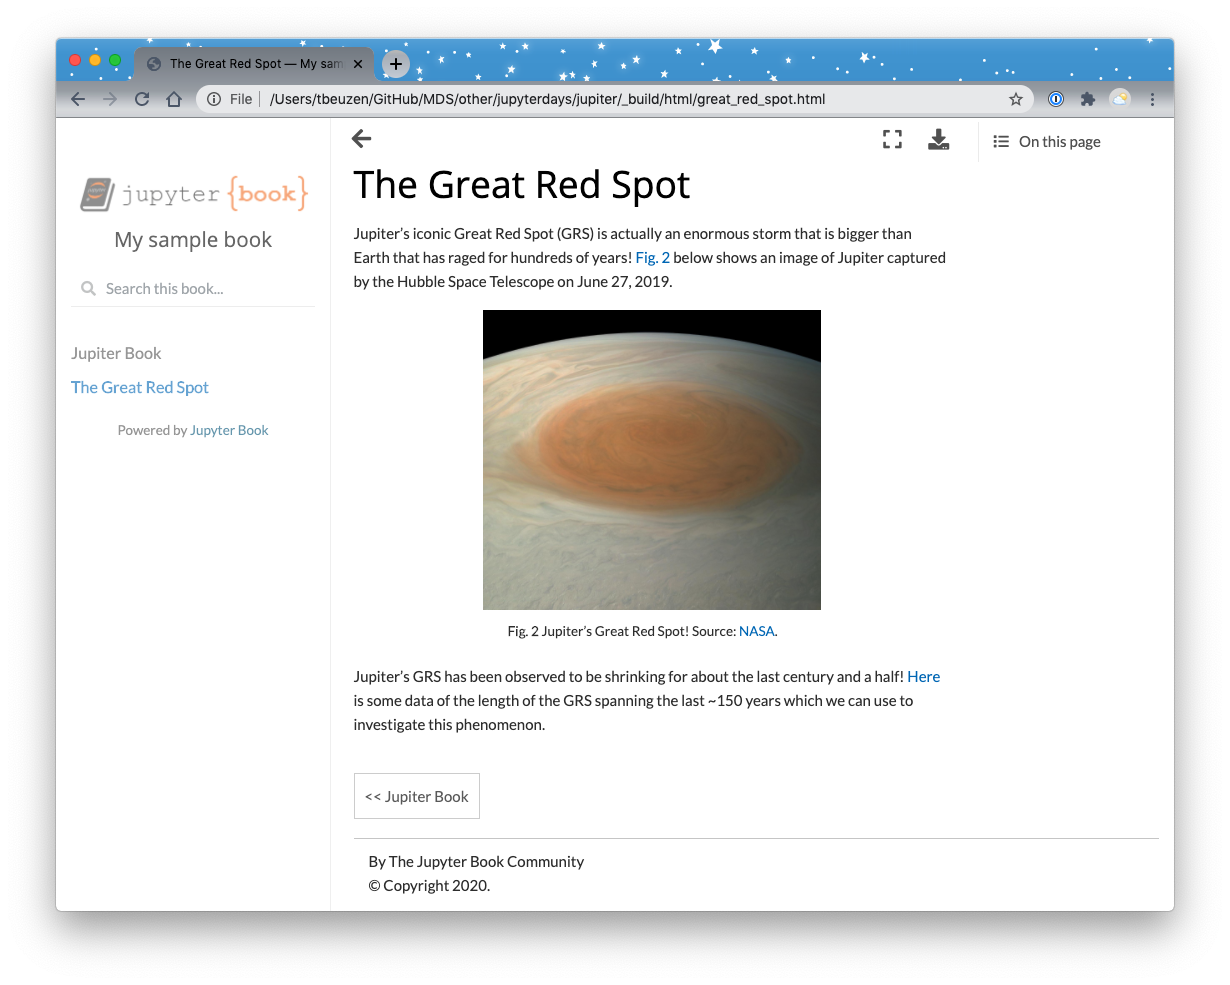 The Great Red Spot — My sam
File
/Users/tbeuzen/GitHub/MDS/other/jupyterdays/jupiter/_build/html/great_red_spot.html
jupyter {book}
My sample book
Search this book...
Jupiter Book
The Great Red Spot
Powered by Jupyter Book
On this page
The Great Red Spot
Jupiter’s iconic Great Red Spot (GRS) is actually an enormous storm that is bigger than
Earth that has raged for hundreds of years! Fig. 2 below shows an image of Jupiter captured
by the Hubble Space Telescope on June 27, 2019.
Fig. 2 Jupiter’s Great Red Spot! Source: NASA.
Jupiter’s GRS has been observed to be shrinking for about the last century and a half! Here
is some data of the length of the GRS spanning the last ~150 years which we can use to
investigate this phenomenon.
<< Jupiter Book
By The Jupyter Book Community
© Copyright 2020.